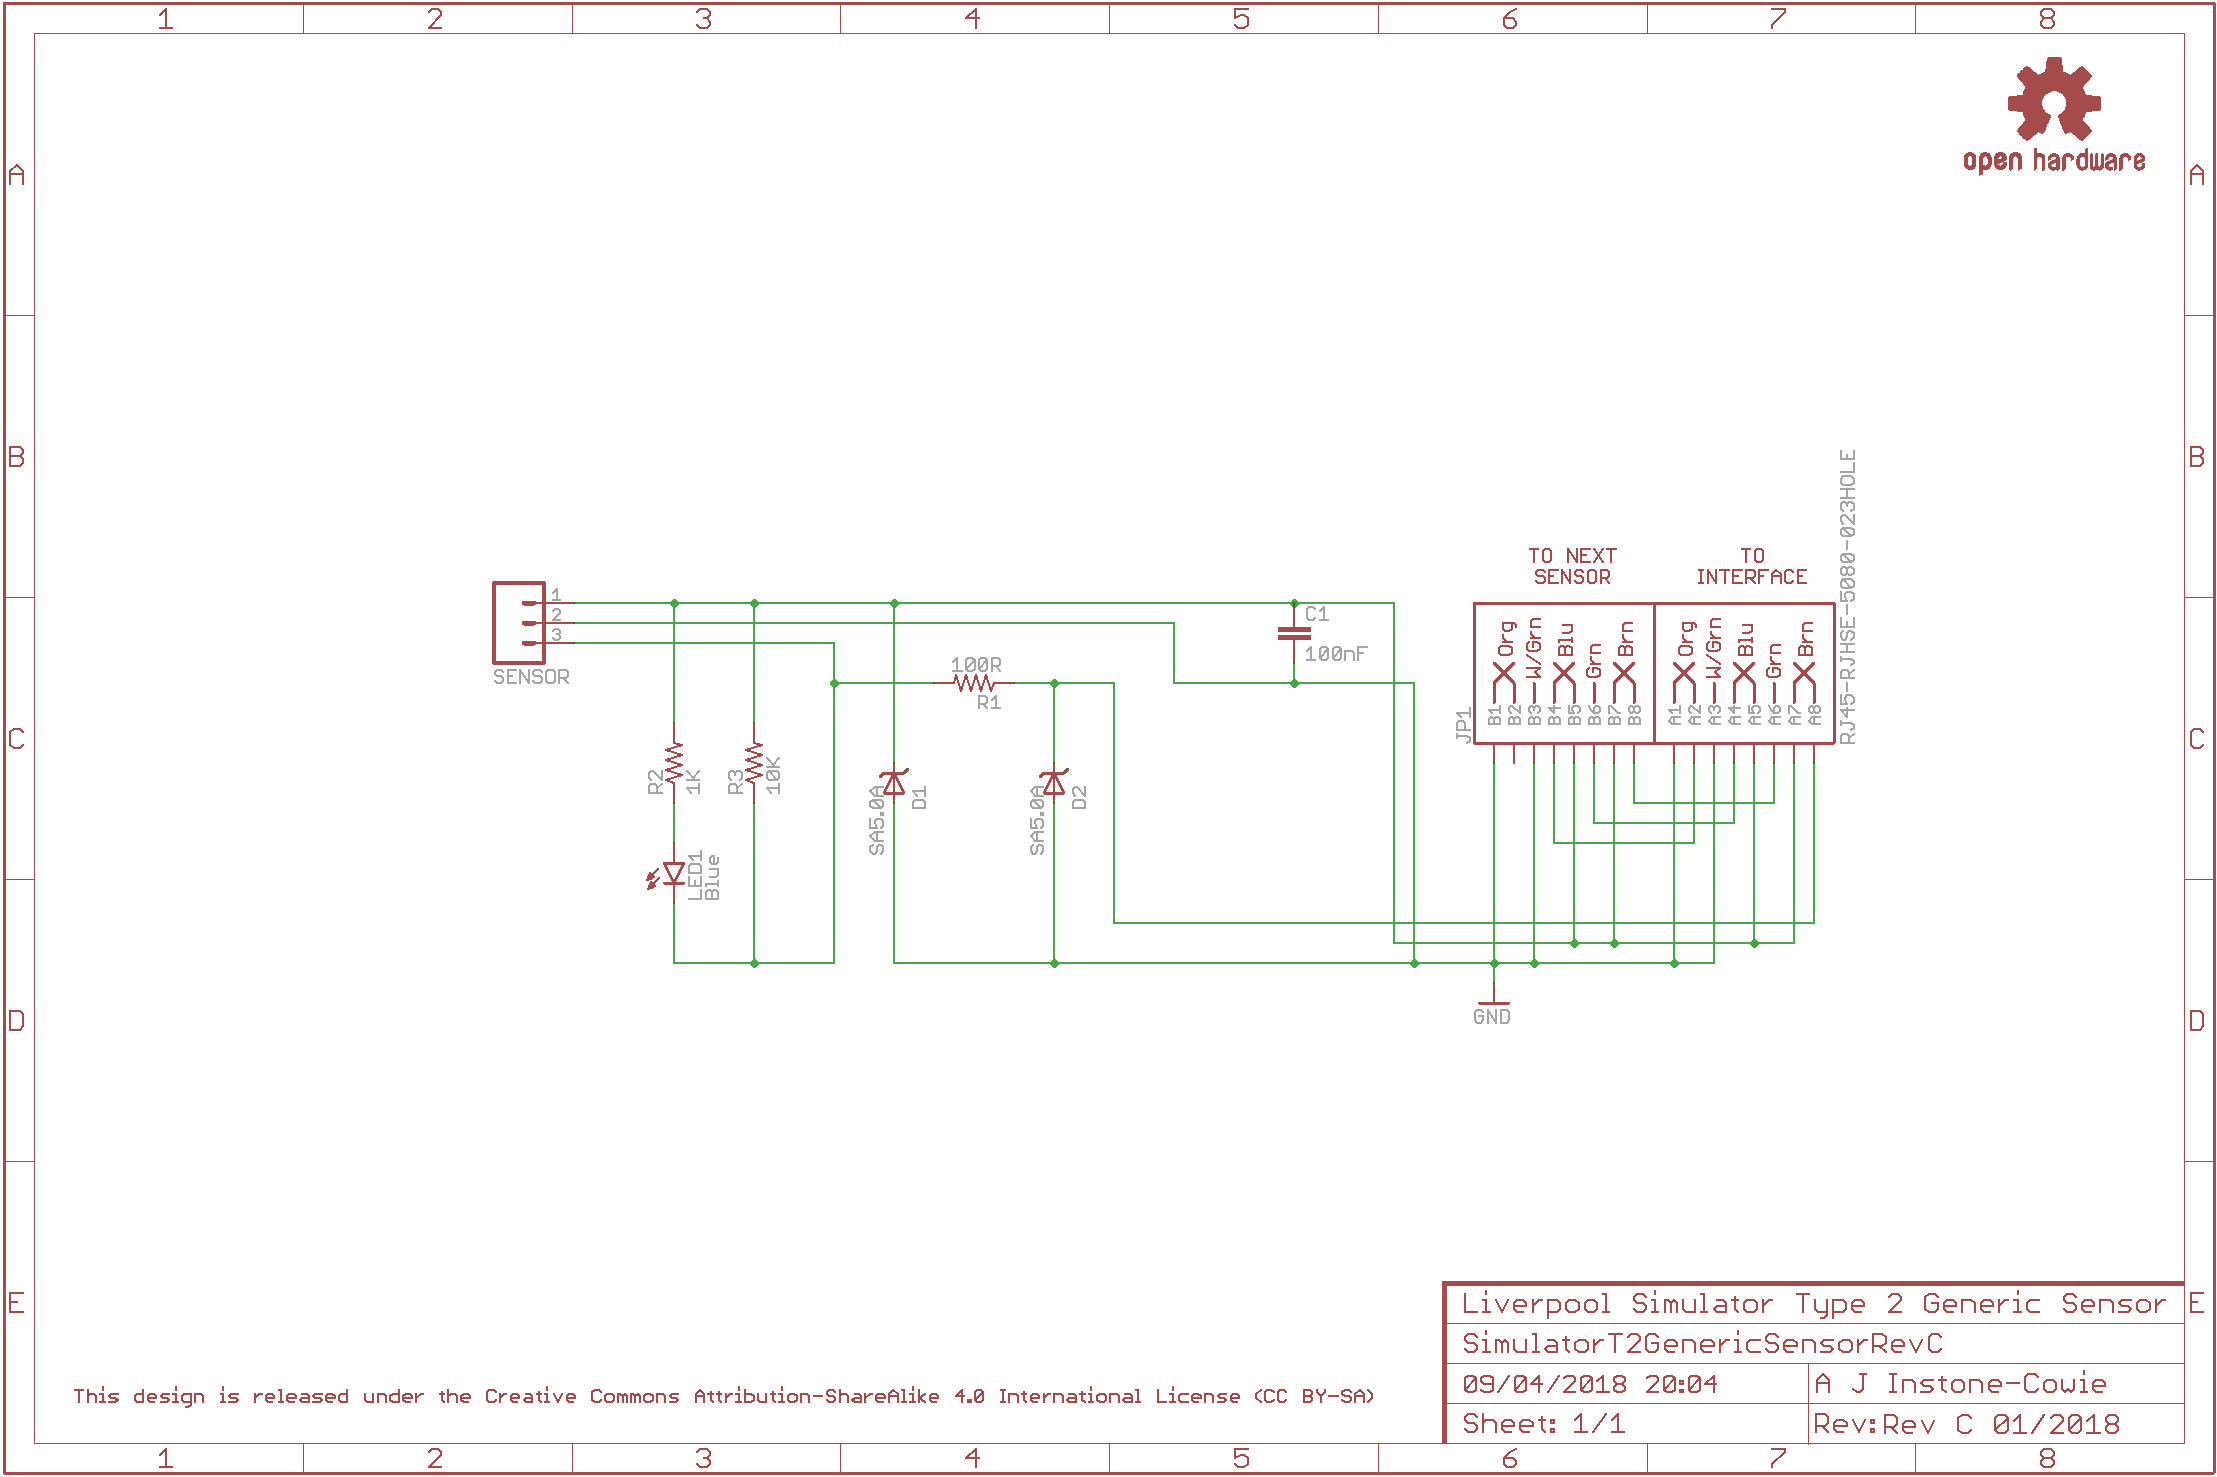 1 2 3 4 5 6 7 8
open hardware
A A
B B
TO NEXT SENSOR
TO INTERFACE
RJ45-RJHSE-5080-023HOLE
1
2
3
SENSOR
C1
100nF
100R
R1
Org W/Grn Blu Grn Brn Org W/Grn Blu Grn Brn
JP1
B1 B2 B3 B4 B5 B6 B7 B8 A1 A2 A3 A4 A5 A6 A7 A8
C C
R2 1K
R3 10K
SA5.0A D1
SA5.0A D2
LED1
Blue
GND
D D
E E
Liverpool Simulator Type 2 Generic Sensor
SimulatorT2GenericSensorRevC
09/04/2018 20:04
A J Instone-Cowie
Sheet: 1/1
Rev:Rev C 01/2018
This design is released under the Creative Commons Attribution-ShareAlike 4.0 International License (CC BY-SA)
1 2 3 4 5 6 7 8